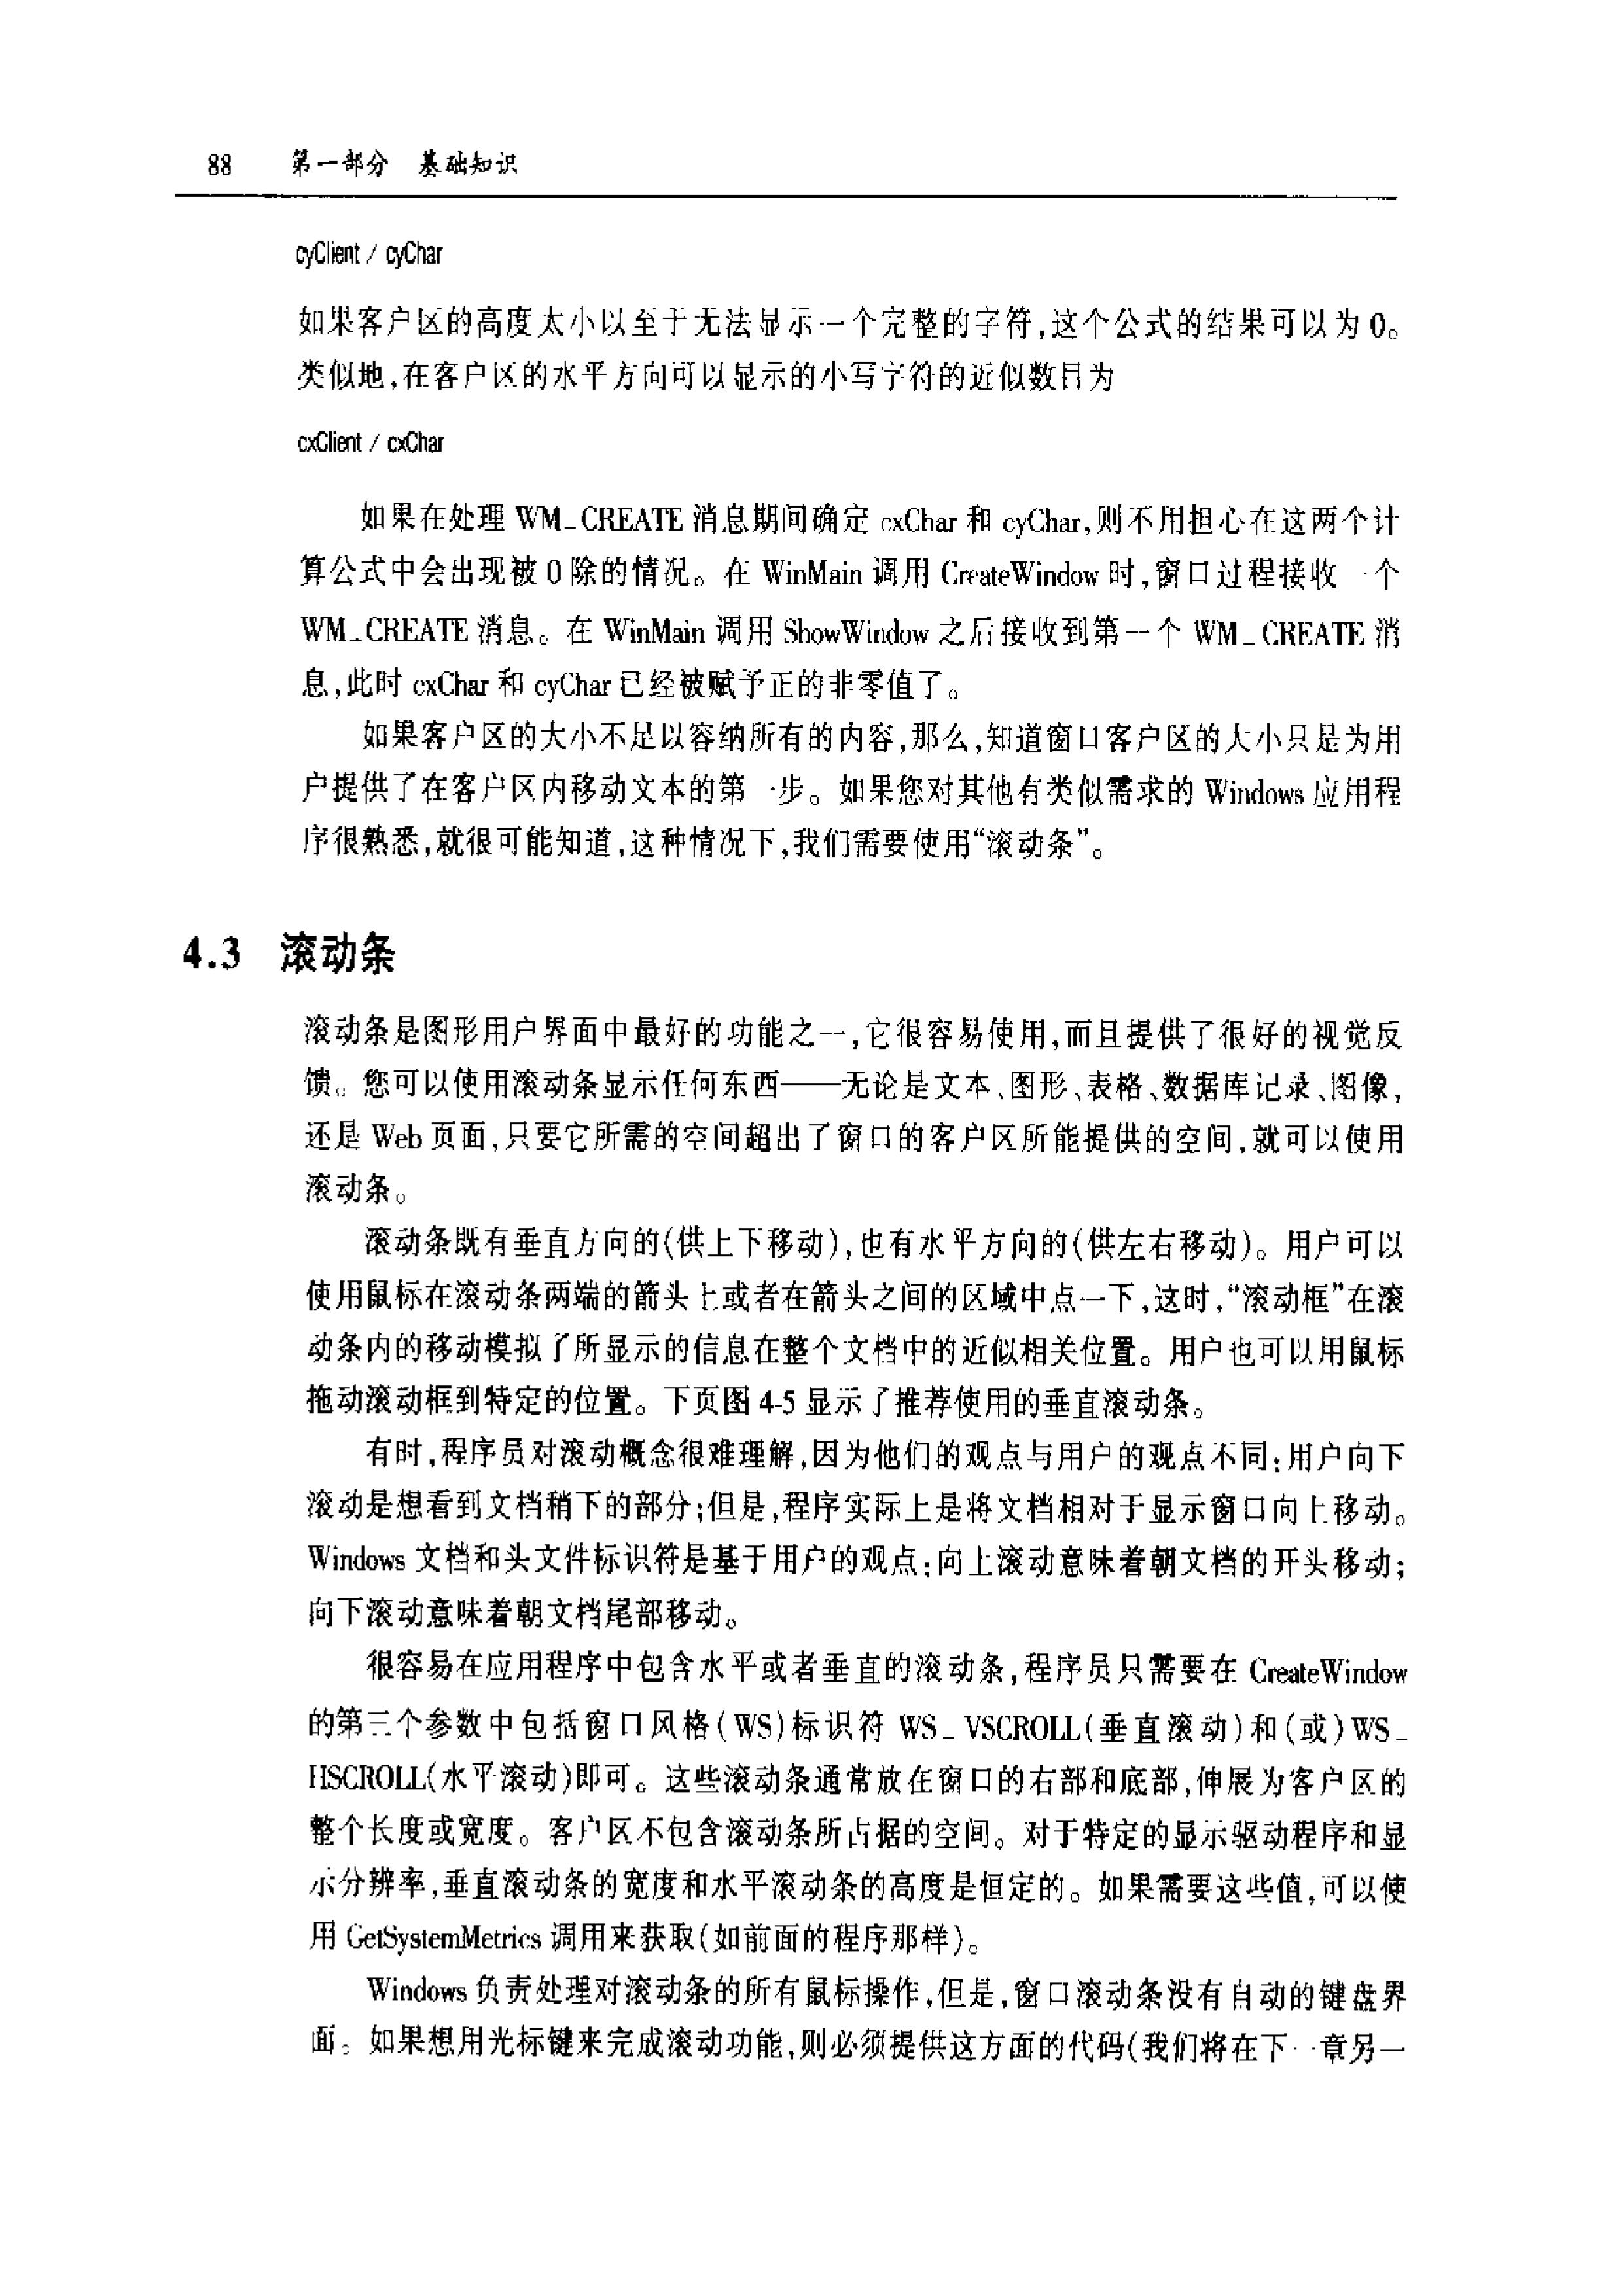 88 第一部分 基础知识
cyClient / cyChar
如果客户区的高度太小以至于无法显示一个完整的字符,这个公式的结果可以为0。
类似地,在客户区的水平方向可以显示的小写字符的近似数目为
cxClient / cxChar
如果在处理 WM_CREATE 消息期间确定 cxChar 和 cyChar,则不用担心在这两个计
算公式中会出现被 0 除的情况。在 WinMain 调用 CreateWindow 时,窗口过程接收一个
WM_CREATE 消息。在 WinMain 调用 ShowWindow 之后接收到第一个 WM_CREATE 消
息,此时 cxChar 和 cyChar 已经被赋予正的非零值了。
如果客户区的大小不足以容纳所有的内容,那么,知道窗口客户区的大小只是为用
户提供了在客户区内移动文本的第一步。如果您对其他有类似需求的 Windows 应用程
序很熟悉,就很可能知道,这种情况下,我们需要使用“滚动条”。
4.3 滚动条
滚动条是图形用户界面中最好的功能之一,它很容易使用,而且提供了很好的视觉反
馈。您可以使用滚动条显示任何东西——无论是文本、图形、表格、数据库记录、图像,
还是 Web 页面,只要它所需的空间超出了窗口的客户区所能提供的空间,就可以使用
滚动条。
滚动条既有垂直方向的(供上下移动),也有水平方向的(供左右移动)。用户可以
使用鼠标在滚动条两端的箭头上或者在箭头之间的区域中点一下,这时,“滚动框”在滚
动条内的移动模拟了所显示的信息在整个文档中的近似相关位置。用户也可以用鼠标
拖动滚动框到特定的位置。下页图 4-5 显示了推荐使用的垂直滚动条。
有时,程序员对滚动概念很难理解,因为他们的观点与用户的观点不同:用户向下
滚动是想看到文档稍下的部分;但是,程序实际上是将文档相对于显示窗口向上移动。
Windows 文档和头文件标识符是基于用户的观点:向上滚动意味着朝文档的开头移动;
向下滚动意味着朝文档尾部移动。
很容易在应用程序中包含水平或者垂直的滚动条,程序员只需要在 CreateWindow
的第三个参数中包括窗口风格(WS)标识符 WS_VSCROLL(垂直滚动)和(或)WS_
HSCROLL(水平滚动)即可。这些滚动条通常放在窗口的右部和底部,伸展为客户区的
整个长度或宽度。客户区不包含滚动条所占据的空间。对于特定的显示驱动程序和显
示分辨率,垂直滚动条的宽度和水平滚动条的高度是恒定的。如果需要这些值,可以使
用 GetSystemMetrics 调用来获取(如前面的程序那样)。
Windows 负责处理对滚动条的所有鼠标操作,但是,窗口滚动条没有自动的键盘界
面。如果想用光标键来完成滚动功能,则必须提供这方面的代码(我们将在下一章另一